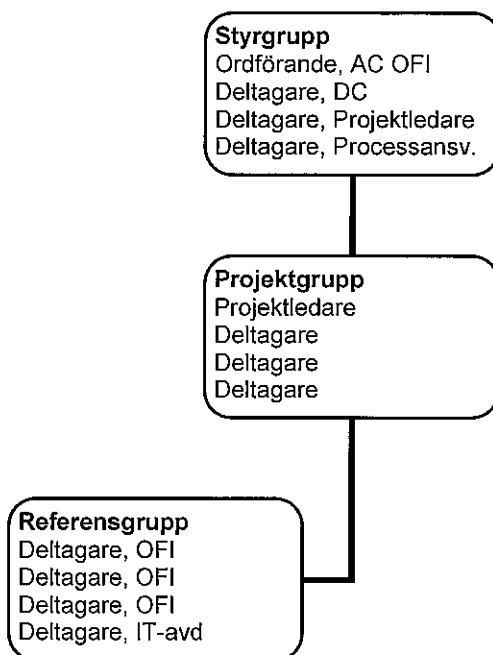 Styrgrupp
Ordförande, AC OFI
Deltagare, DC
Deltagare, Projektledare
Deltagare, Processansv.
Projektgrupp
Projektledare
Deltagare
Deltagare
Deltagare
Referensgrupp
Deltagare, OFI
Deltagare, OFI
Deltagare, OFI
Deltagare, IT-avd